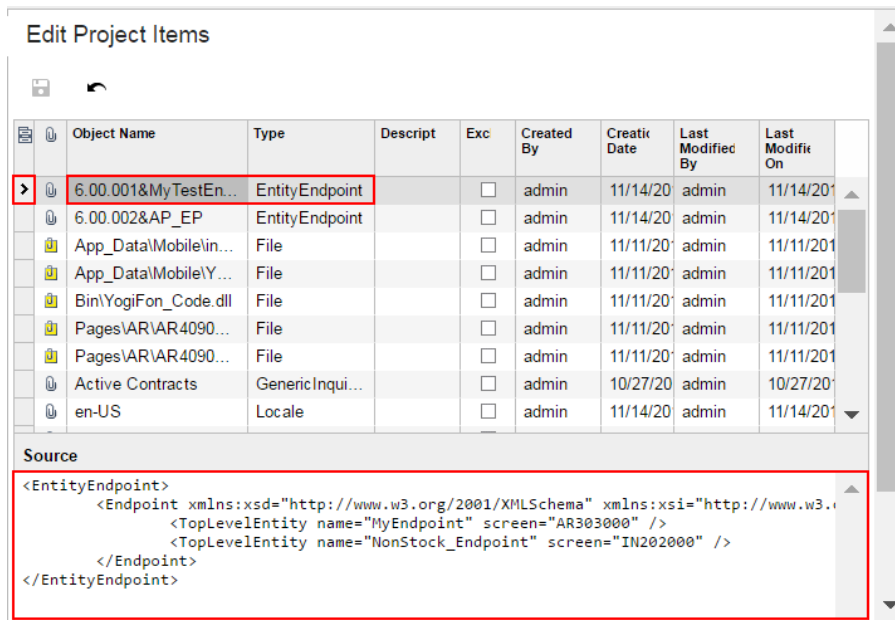 Edit Project Items
Object Name Type Descript Exc Created By Creatic Date Last Modified By Last Modifie On
6.00.001&MyTestEn... EntityEndpoint admin 11/14/20 admin 11/14/201
6.00.002&AP_EP EntityEndpoint admin 11/14/20 admin 11/14/201
App_Data\Mobile\in... File admin 11/11/20 admin 11/11/201
App_Data\Mobile\Y... File admin 11/11/20 admin 11/11/201
Bin\YogiFon_Code.dll File admin 11/11/20 admin 11/11/201
Pages\AR\AR4090... File admin 11/11/20 admin 11/11/201
Pages\AR\AR4090... File admin 11/11/20 admin 11/11/201
Active Contracts GenericInqui... admin 10/27/20 admin 10/27/20
en-US Locale admin 11/14/20 admin 11/14/201
Source
<EntityEndpoint>
<Endpoint xmlns:xsd="http://www.w3.org/2001/XMLSchema" xmlns:xsi="http://www.w3.
<TopLevelEntity name="MyEndpoint" screen="AR303000" />
<TopLevelEntity name="NonStock_Endpoint" screen="IN202000" />
</Endpoint>
</EntityEndpoint>